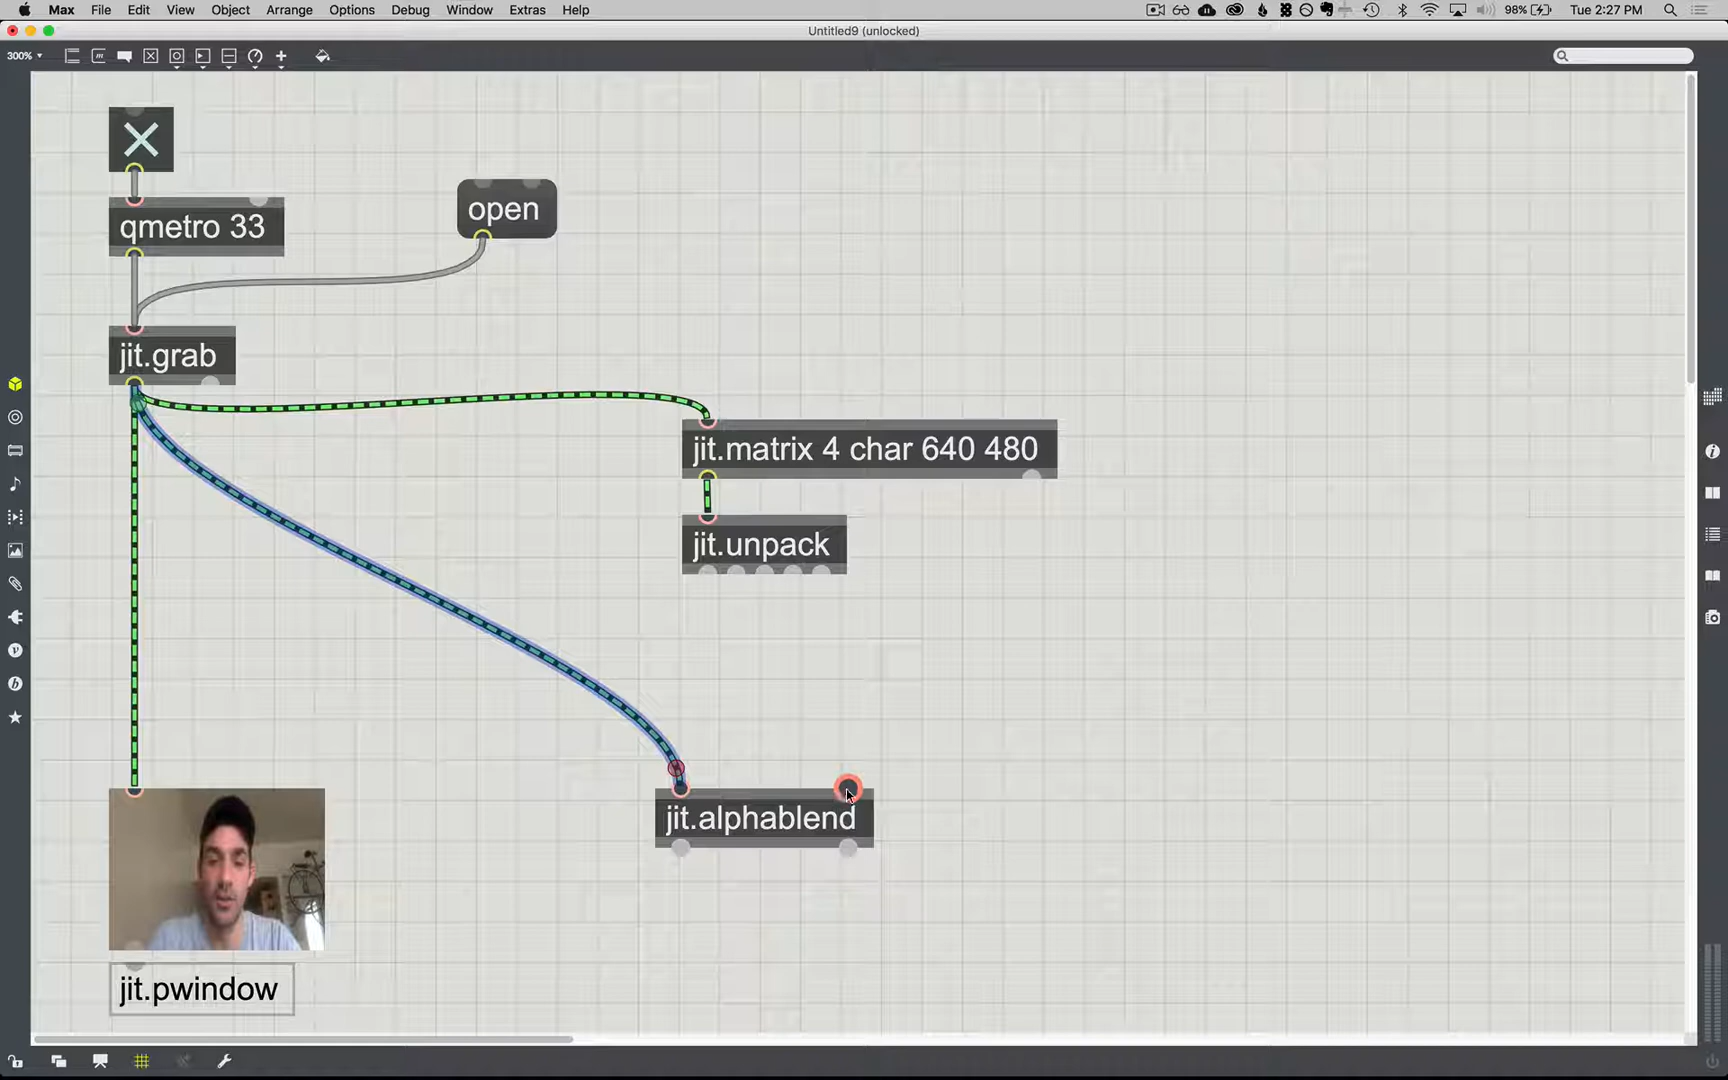 Max File Edit View Object Arrange Options Debug Window Extras Help
98% Tue 2:27 PM
Untitled9 (unlocked)
300%
open
qmetro 33
jit.grab
jit.matrix 4 char 640 480
jit.unpack
jit.alphablend
jit.pwindow